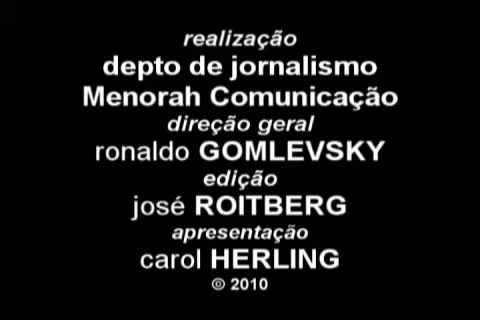 realização
depto de jornalismo
Menorah Comunicação
direção geral
ronaldo GOMLEVSKY
edição
josé ROITBERG
apresentação
carol HERLING
© 2010